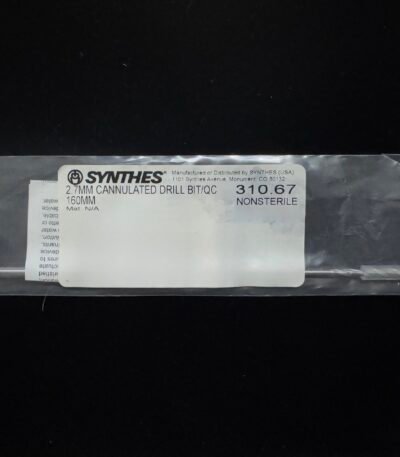 SYNTHES®
Manufactured or Distributed by SYNTHES (USA)
1101 Synthes Avenue, Monument, CO 80132
2.7MM CANNULATED DRILL BIT/QC
310.67
160MM
NONSTERILE
Mat. N/A